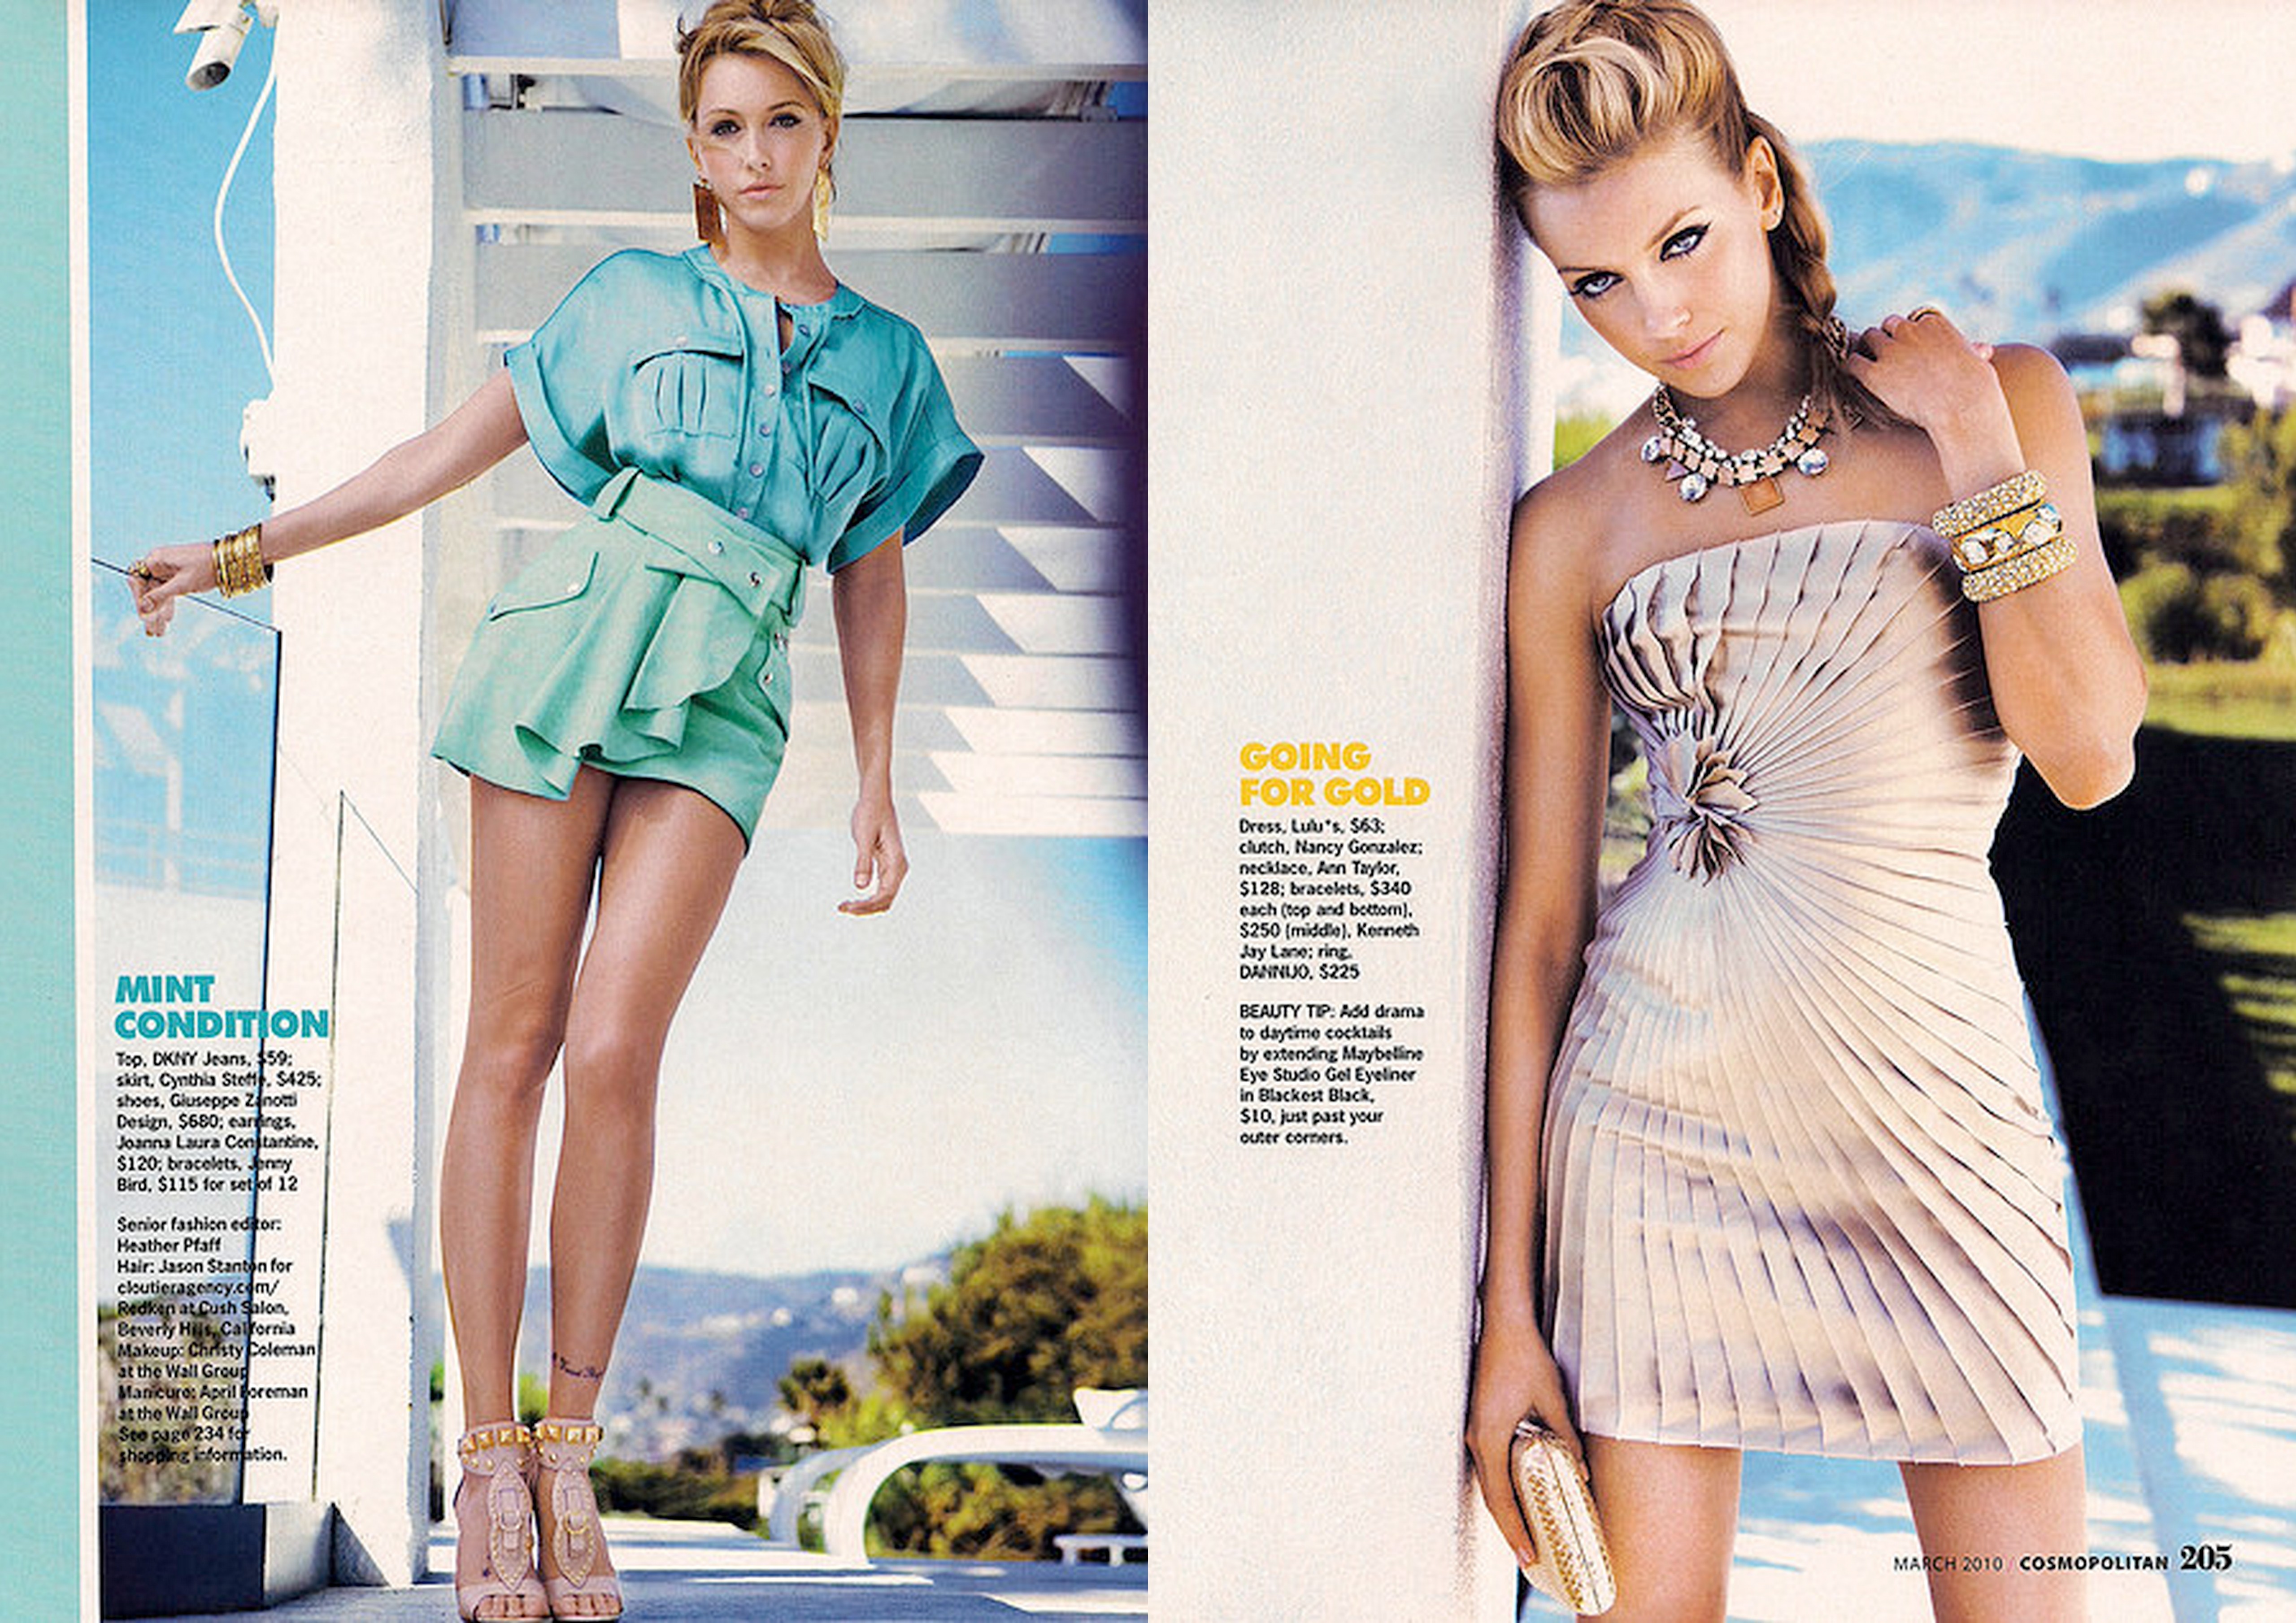 MINT
CONDITION
Top, DKNY Jeans, $59;
skirt, Cynthia Steffe, $425;
shoes, Giuseppe Zanotti
Design, $680; earrings,
Joanna Laura Constantine,
$120; bracelets, Jenny
Bird, $115 for set of 12
Senior fashion editor:
Heather Pfaff
Hair: Jason Stanton for
cloutieragency.com/
Redken at Cush Salon,
Beverly Hills, California
Makeup: Christy Coleman
at the Wall Group
Manicure: April Foreman
at the Wall Group
See page 234 for
shopping information.
GOING
FOR GOLD
Dress, Lulu*s, $63;
clutch, Nancy Gonzalez;
necklace, Ann Taylor,
$128; bracelets, $340
each (top and bottom),
$250 (middle), Kenneth
Jay Lane; ring,
DANNIJO, $225
BEAUTY TIP: Add drama
to daytime cocktails
by extending Maybelline
Eye Studio Gel Eyeliner
in Blackest Black,
$10, just past your
outer corners.
MARCH 2010 / COSMOPOLITAN 205